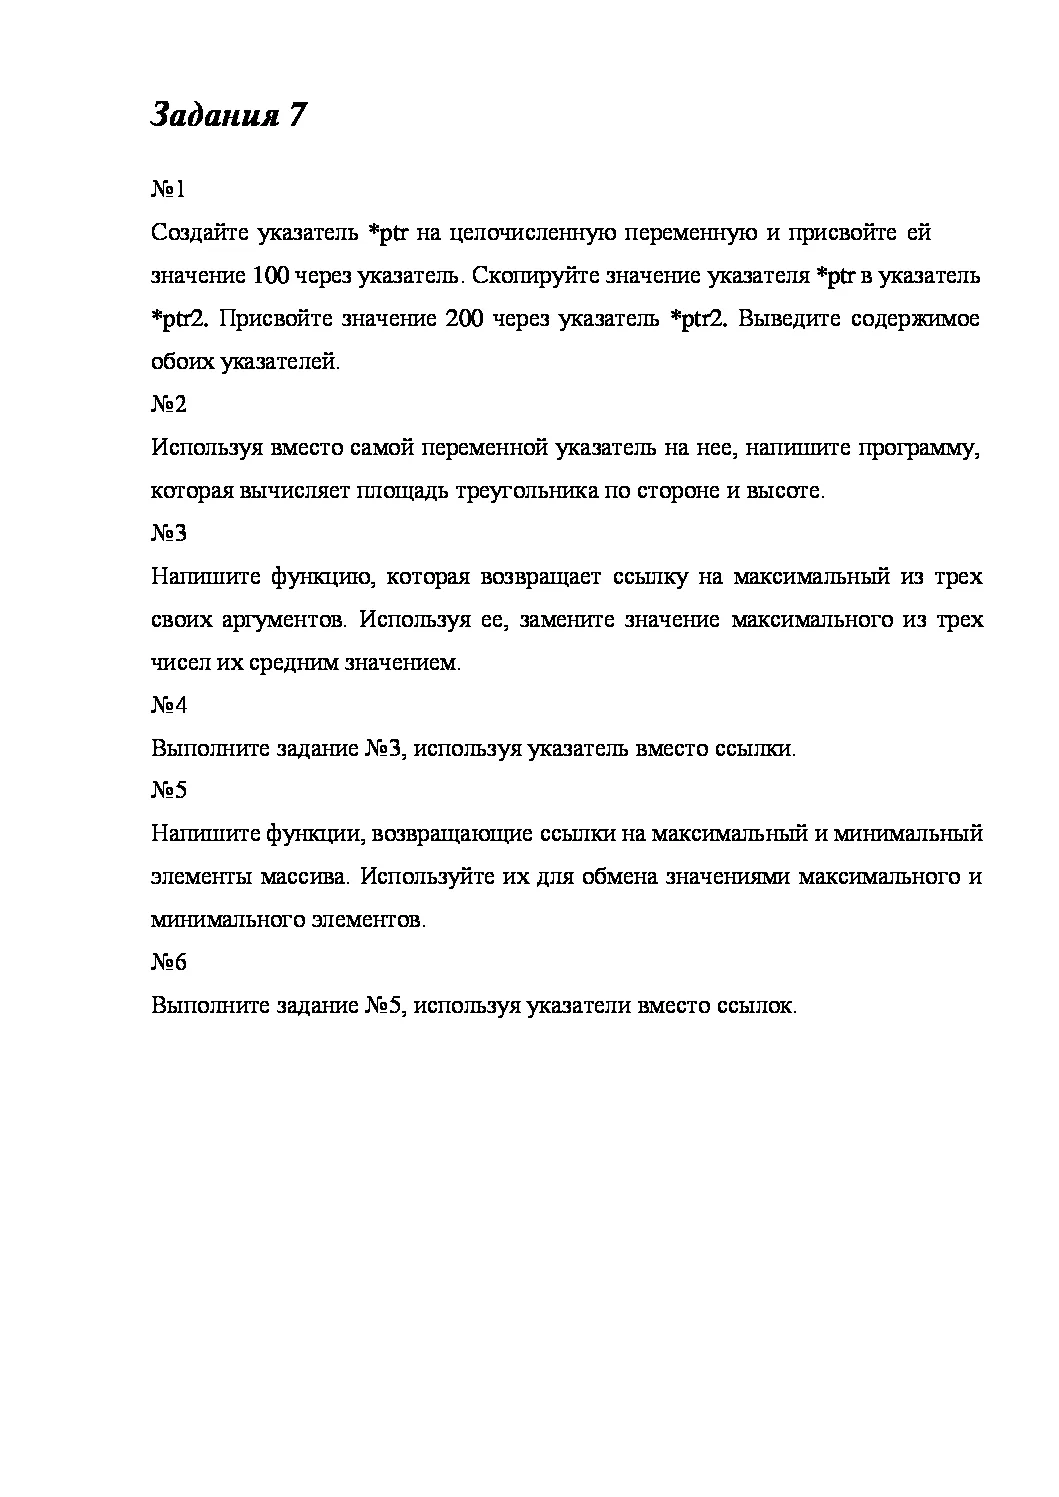 Задания 7
№1
Создайте указатель *ptr на целочисленную переменную и присвойте ей
значение 100 через указатель. Скопируйте значение указателя *ptr в указатель
*ptr2. Присвойте значение 200 через указатель *ptr2. Выведите содержимое
обоих указателей.
№2
Используя вместо самой переменной указатель на нее, напишите программу,
которая вычисляет площадь треугольника по стороне и высоте.
№3
Напишите функцию, которая возвращает ссылку на максимальный из трех
своих аргументов. Используя ее, замените значение максимального из трех
чисел их средним значением.
№4
Выполните задание №3, используя указатель вместо ссылки.
№5
Напишите функции, возвращающие ссылки на максимальный и минимальный
элементы массива. Используйте их для обмена значениями максимального и
минимального элементов.
№6
Выполните задание №5, используя указатели вместо ссылок.